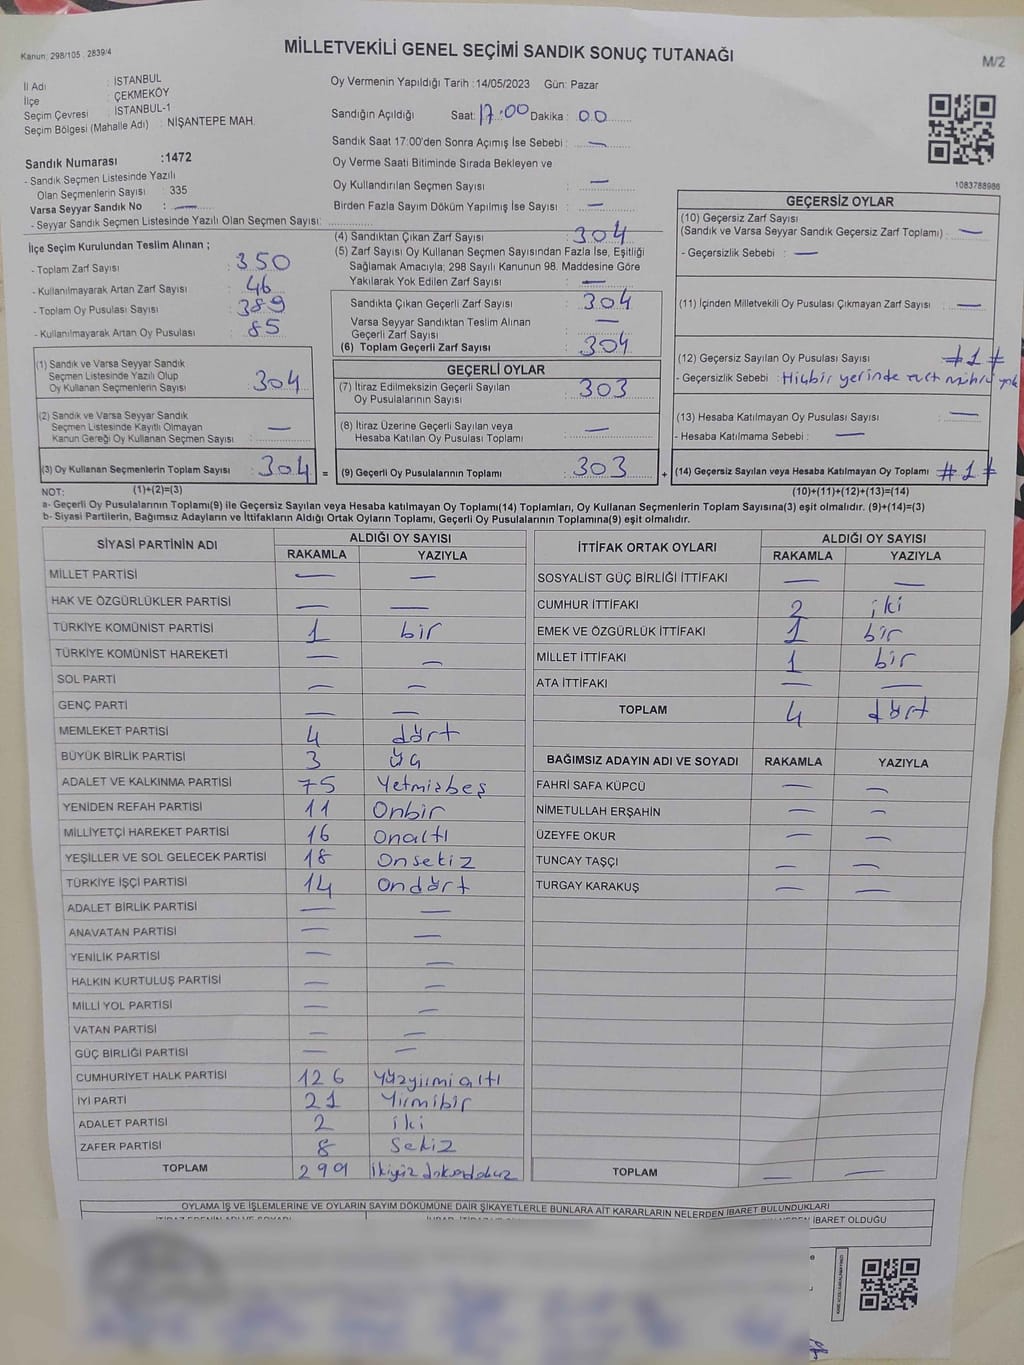 Kanun: 298/105 2839/4
MİLLETVEKİLİ GENEL SEÇİMİ SANDIK SONUÇ TUTANAĞI
M/2
İl Adı : İSTANBUL
İlçe : ÇEKMEKÖY
Seçim Çevresi : İSTANBUL-1
Seçim Bölgesi (Mahalle Adı) : NİŞANTEPE MAH.
Sandık Numarası :1472
- Sandık Seçmen Listesinde Yazılı
Olan Seçmenlerin Sayısı : 335
Varsa Seyyar Sandık No : —
- Seyyar Sandık Seçmen Listesinde Yazılı Olan Seçmen Sayısı:
Oy Vermenin Yapıldığı Tarih :14/05/2023 Gün: Pazar
Sandığın Açıldığı Saat: 17:00 Dakika : 00
Sandık Saat 17:00'den Sonra Açımış İse Sebebi : —
Oy Verme Saati Bitiminde Sırada Bekleyen ve
Oy Kullandırılan Seçmen Sayısı : —
Birden Fazla Sayım Döküm Yapılmış İse Sayısı : —
1083788986
İlçe Seçim Kurulundan Teslim Alınan ;
- Toplam Zarf Sayısı : 350
- Kullanılmayarak Artan Zarf Sayısı : 46
- Toplam Oy Pusulası Sayısı : 389
- Kullanılmayarak Artan Oy Pusulası : 85
(1) Sandık ve Varsa Seyyar Sandık
Seçmen Listesinde Yazılı Olup
Oy Kullanan Seçmenlerin Sayısı : 304
(2) Sandık ve Varsa Seyyar Sandık
Seçmen Listesinde Kayıtlı Olmayan
Kanun Gereği Oy Kullanan Seçmen Sayısı : —
(3) Oy Kullanan Seçmenlerin Toplam Sayısı : 304 =
(4) Sandıktan Çıkan Zarf Sayısı : 304
(5) Zarf Sayısı Oy Kullanan Seçmen Sayısından Fazla İse, Eşitliği
Sağlamak Amacıyla; 298 Sayılı Kanunun 98. Maddesine Göre
Yakılarak Yok Edilen Zarf Sayısı : —
Sandıkta Çıkan Geçerli Zarf Sayısı : 304
Varsa Seyyar Sandıktan Teslim Alınan
Geçerli Zarf Sayısı : —
(6) Toplam Geçerli Zarf Sayısı : 304
GEÇERLİ OYLAR
(7) İtiraz Edilmeksizin Geçerli Sayılan
Oy Pusulalarının Sayısı : 303
(8) İtiraz Üzerine Geçerli Sayılan veya
Hesaba Katılan Oy Pusulası Toplamı : —
(9) Geçerli Oy Pusulalarının Toplamı : 303 +
GEÇERSİZ OYLAR
(10) Geçersiz Zarf Sayısı
(Sandık ve Varsa Seyyar Sandık Geçersiz Zarf Toplamı) : —
- Geçersizlik Sebebi : —
(11) İçinden Milletvekili Oy Pusulası Çıkmayan Zarf Sayısı : —
(12) Geçersiz Sayılan Oy Pusulası Sayısı : #1#
- Geçersizlik Sebebi : Hiçbir yerinde evet mührü yok
(13) Hesaba Katılmayan Oy Pusulası Sayısı : —
- Hesaba Katılmama Sebebi : —
(14) Geçersiz Sayılan veya Hesaba Katılmayan Oy Toplamı : #1#
NOT: (1)+(2)=(3)
(10)+(11)+(12)+(13)=(14)
a- Geçerli Oy Pusulalarının Toplamı(9) ile Geçersiz Sayılan veya Hesaba katılmayan Oy Toplamı(14) Toplamları, Oy Kullanan Seçmenlerin Toplam Sayısına(3) eşit olmalıdır. (9)+(14)=(3)
b- Siyasi Partilerin, Bağımsız Adayların ve İttifakların Aldığı Ortak Oyların Toplamı, Geçerli Oy Pusulalarının Toplamına(9) eşit olmalıdır.
SİYASİ PARTİNİN ADI ALDIĞI OY SAYISI
RAKAMLA YAZIYLA
MİLLET PARTİSİ — —
HAK VE ÖZGÜRLÜKLER PARTİSİ — —
TÜRKİYE KOMÜNİST PARTİSİ 1 bir
TÜRKİYE KOMÜNİST HAREKETİ — —
SOL PARTİ — —
GENÇ PARTİ — —
MEMLEKET PARTİSİ 4 dört
BÜYÜK BİRLİK PARTİSİ 3 üç
ADALET VE KALKINMA PARTİSİ 75 Yetmişbeş
YENİDEN REFAH PARTİSİ 11 Onbir
MİLLİYETÇİ HAREKET PARTİSİ 16 Onaltı
YEŞİLLER VE SOL GELECEK PARTİSİ 18 Onsekiz
TÜRKİYE İŞÇİ PARTİSİ 14 Ondört
ADALET BİRLİK PARTİSİ — —
ANAVATAN PARTİSİ — —
YENİLİK PARTİSİ — —
HALKIN KURTULUŞ PARTİSİ — —
MİLLİ YOL PARTİSİ — —
VATAN PARTİSİ — —
GÜÇ BİRLİĞİ PARTİSİ — —
CUMHURİYET HALK PARTİSİ 126 Yüzyirmialtı
İYİ PARTİ 21 Yirmibir
ADALET PARTİSİ 2 iki
ZAFER PARTİSİ 8 Sekiz
TOPLAM 299 ikiyüz doksandokuz
İTTİFAK ORTAK OYLARI ALDIĞI OY SAYISI
RAKAMLA YAZIYLA
SOSYALİST GÜÇ BİRLİĞİ İTTİFAKI — —
CUMHUR İTTİFAKI 2 iki
EMEK VE ÖZGÜRLÜK İTTİFAKI 1 bir
MİLLET İTTİFAKI 1 bir
ATA İTTİFAKI — —
TOPLAM 4 dört
BAĞIMSIZ ADAYIN ADI VE SOYADI RAKAMLA YAZIYLA
FAHRİ SAFA KÜPCÜ — —
NİMETULLAH ERŞAHİN — —
ÜZEYFE OKUR — —
TUNCAY TAŞÇI — —
TURGAY KARAKUŞ — —
TOPLAM — —
OYLAMA İŞ VE İŞLEMLERİNE VE OYLARIN SAYIM DÖKÜMÜNE DAİR ŞİKAYETLERLE BUNLARA AİT KARARLARIN NELERDEN İBARET BULUNDUKLARI
İBARET OLDUĞU